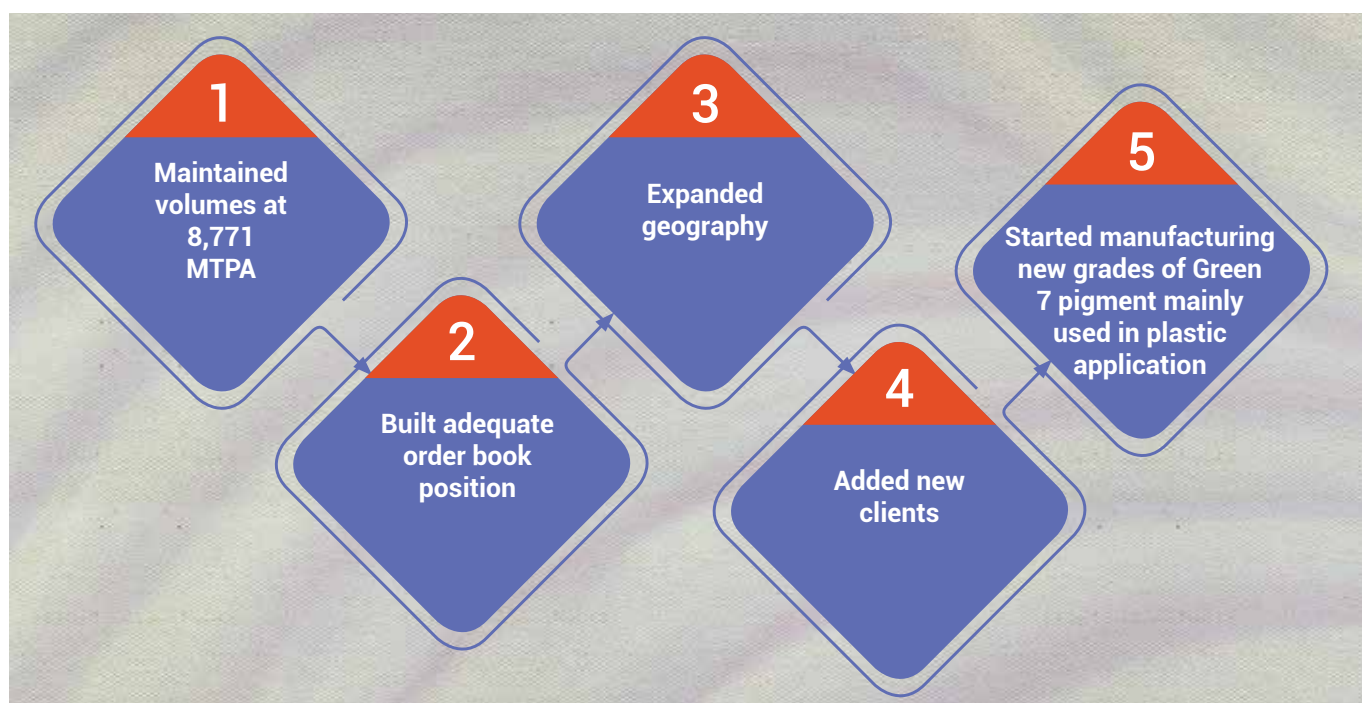 1
Maintained
volumes at
8,771
MTPA
2
Built adequate
order book
position
3
Expanded
geography
4
Added new
clients
5
Started manufacturing
new grades of Green
7 pigment mainly
used in plastic
application